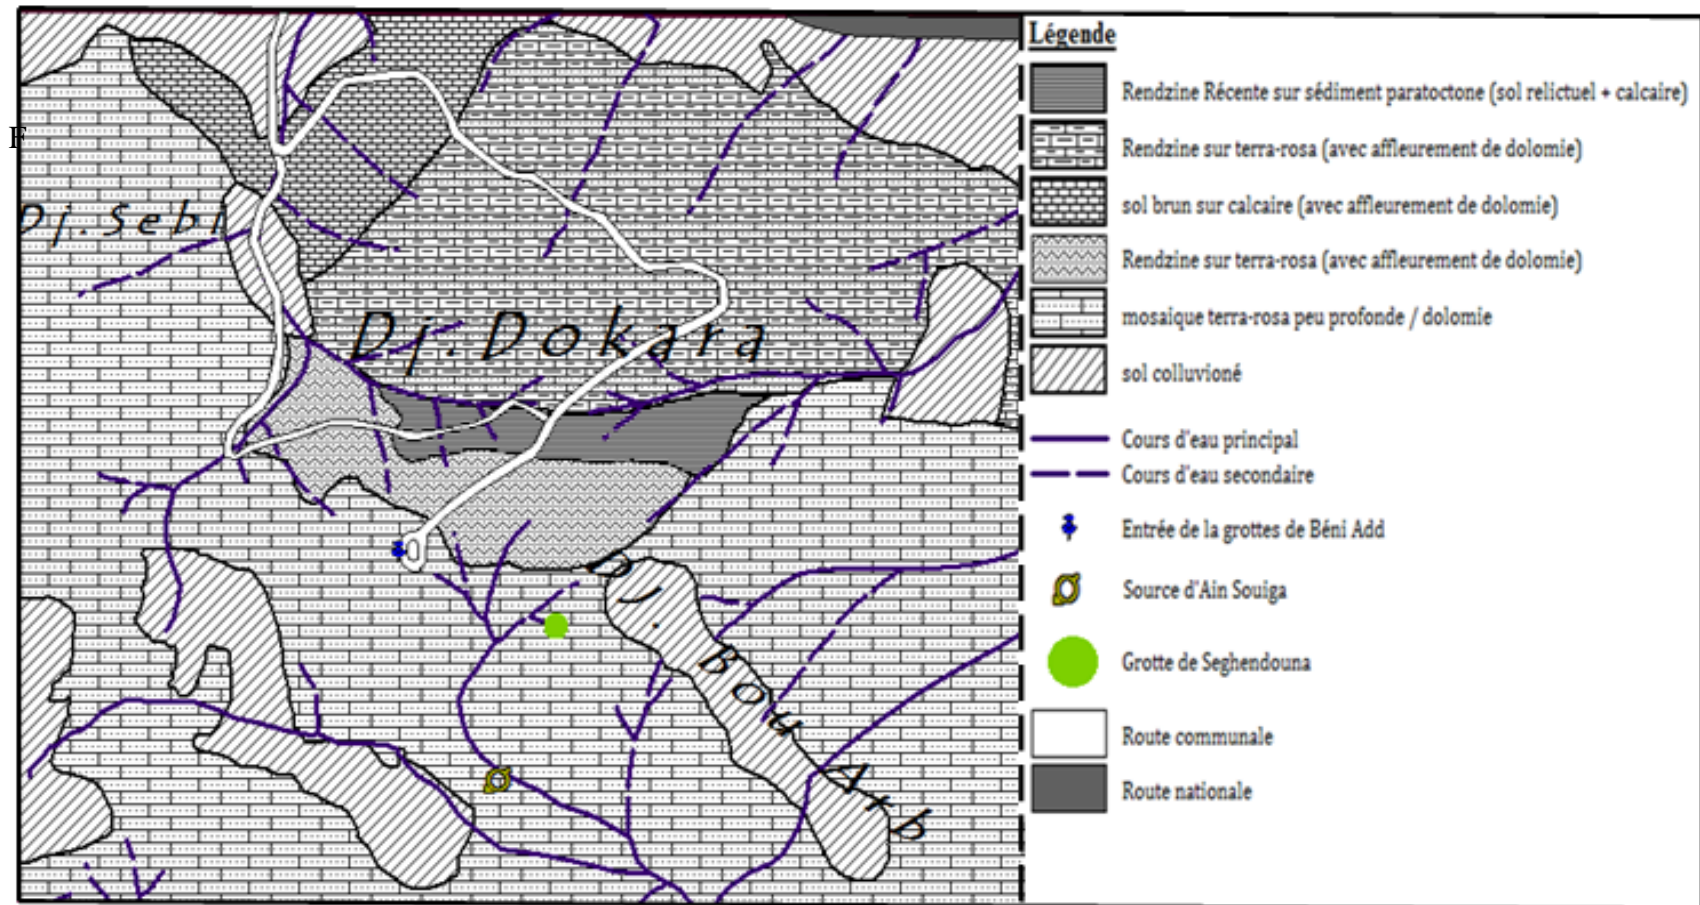 F
Dj. Sebt
Dj. Dokara
Dj. Bou Arb
Légende
Rendzine Récente sur sédiment paratoctone (sol relictuel + calcaire)
Rendzine sur terra-rosa (avec affleurement de dolomie)
sol brun sur calcaire (avec affleurement de dolomie)
Rendzine sur terra-rosa (avec affleurement de dolomie)
mosaique terra-rosa peu profonde / dolomie
sol colluvioné
Cours d'eau principal
Cours d'eau secondaire
Entrée de la grottes de Béni Add
Source d'Ain Souiga
Grotte de Seghendouna
Route communale
Route nationale